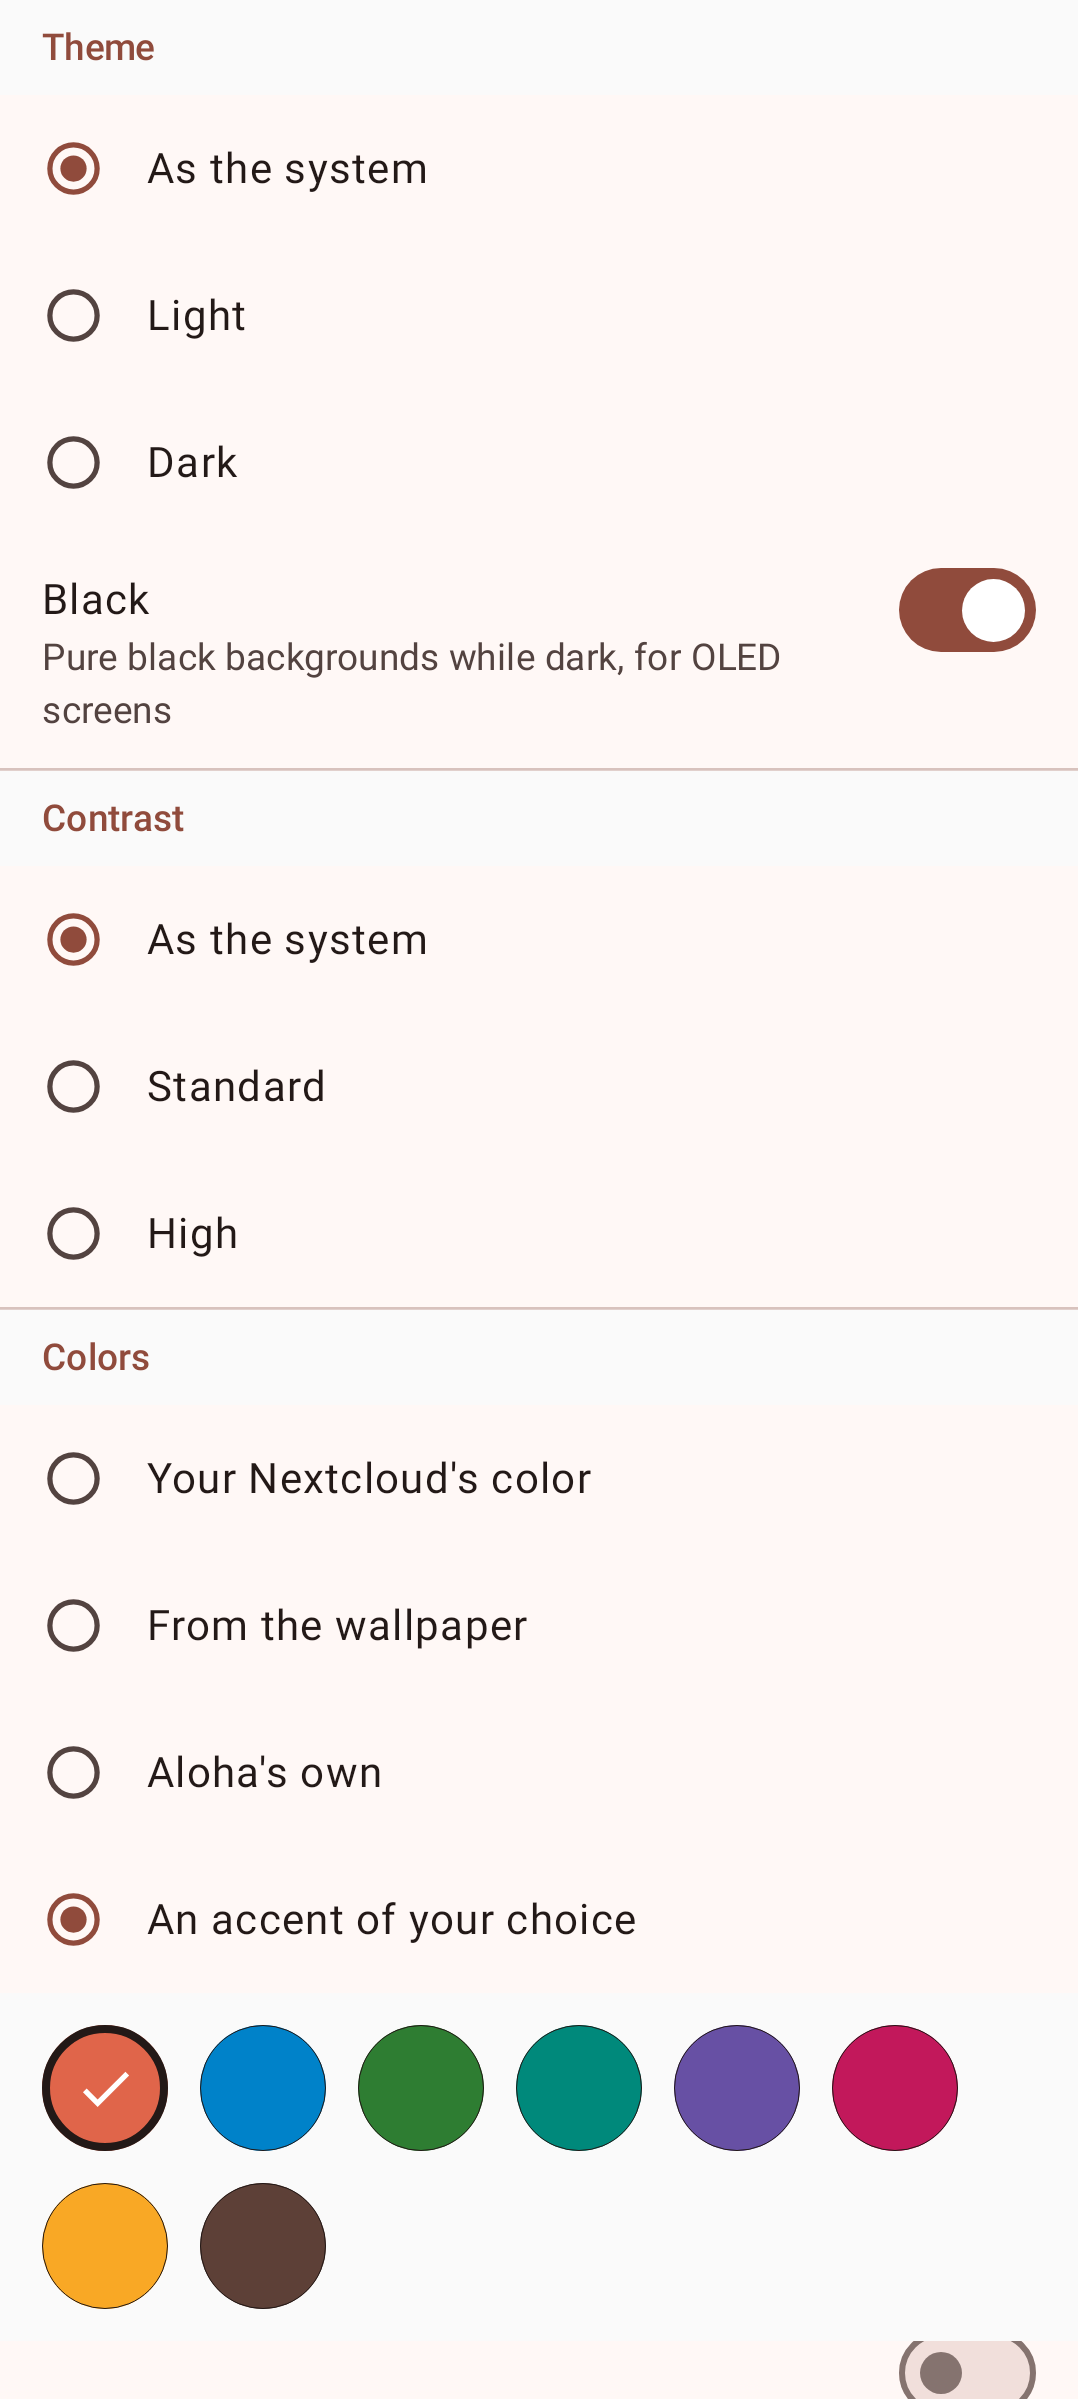 Theme
As the system
Light
Dark
Black
Pure black backgrounds while dark, for OLED
screens
Contrast
As the system
Standard
High
Colors
Your Nextcloud's color
From the wallpaper
Aloha's own
An accent of your choice